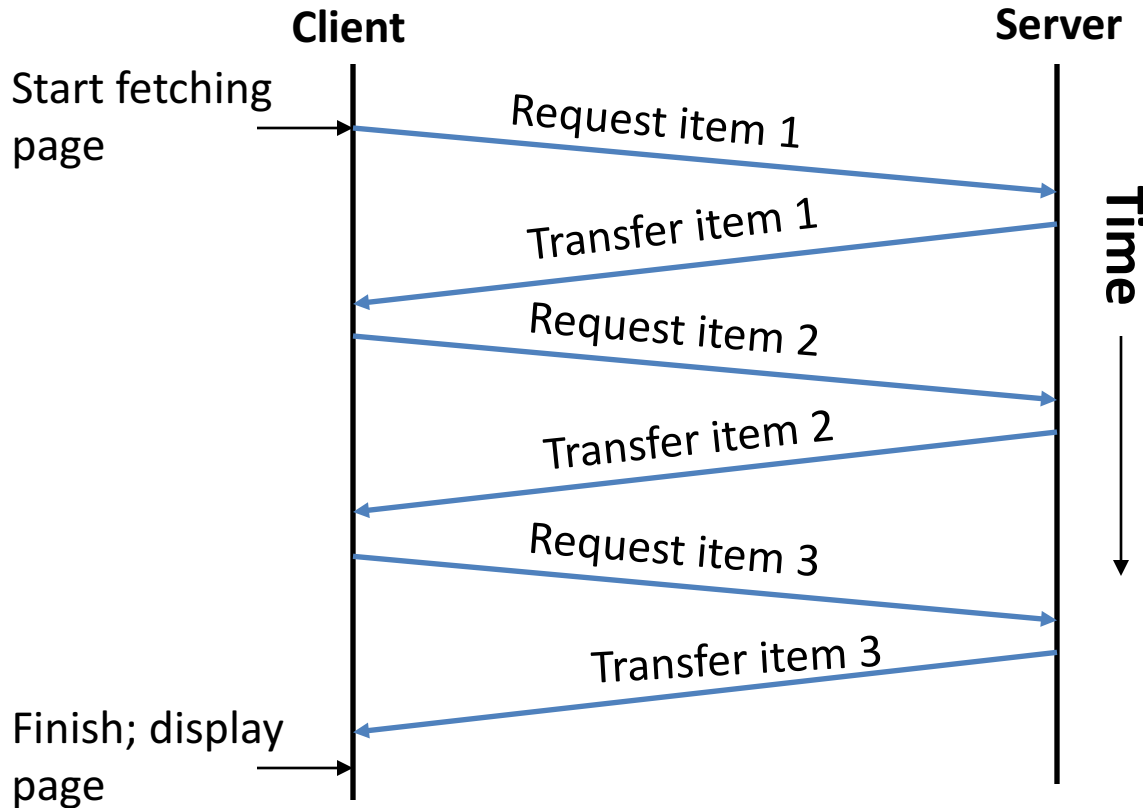 Client
Server
Start fetching
page
Request item 1
Time
Transfer item 1
Request item 2
Transfer item 2
Request item 3
Transfer item 3
Finish; display
page